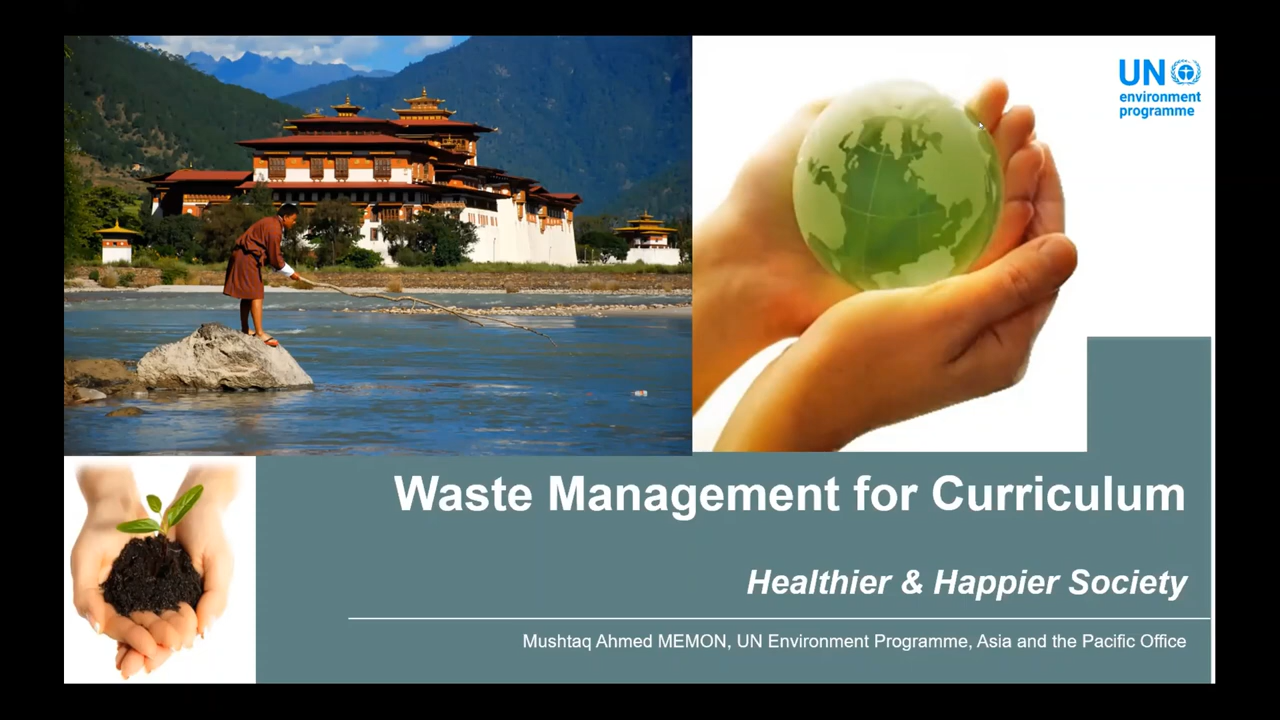 UN
environment
programme
Waste Management for Curriculum
Healthier & Happier Society
Mushtaq Ahmed MEMON, UN Environment Programme, Asia and the Pacific Office